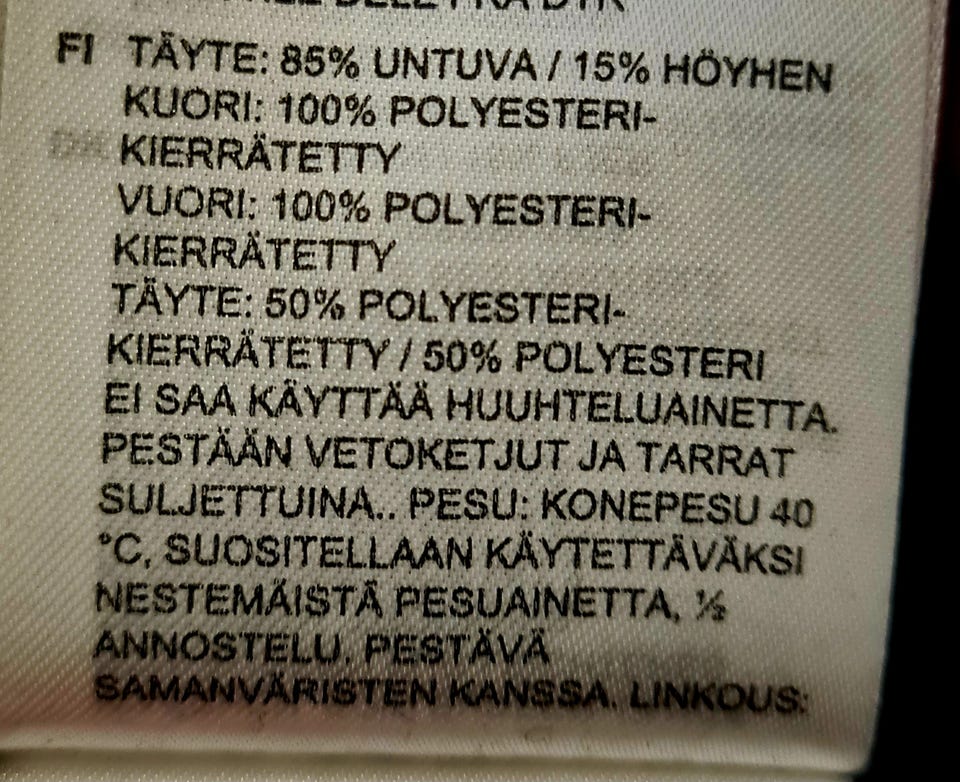 FI TÄYTE: 85% UNTUVA / 15% HÖYHEN
KUORI: 100% POLYESTERI-
KIERRÄTETTY
VUORI: 100% POLYESTERI-
KIERRÄTETTY
TÄYTE: 50% POLYESTERI-
KIERRÄTETTY / 50% POLYESTERI
EI SAA KÄYTTÄÄ HUUHTELUAINETTA.
PESTÄÄN VETOKETJUT JA TARRAT
SULJETTUINA.. PESU: KONEPESU 40
°C, SUOSITELLAAN KÄYTETTÄVÄKSI
NESTEMÄISTÄ PESUAINETTA, ½
ANNOSTELU. PESTÄVÄ
SAMANVÄRISTEN KANSSA. LINKOUS: